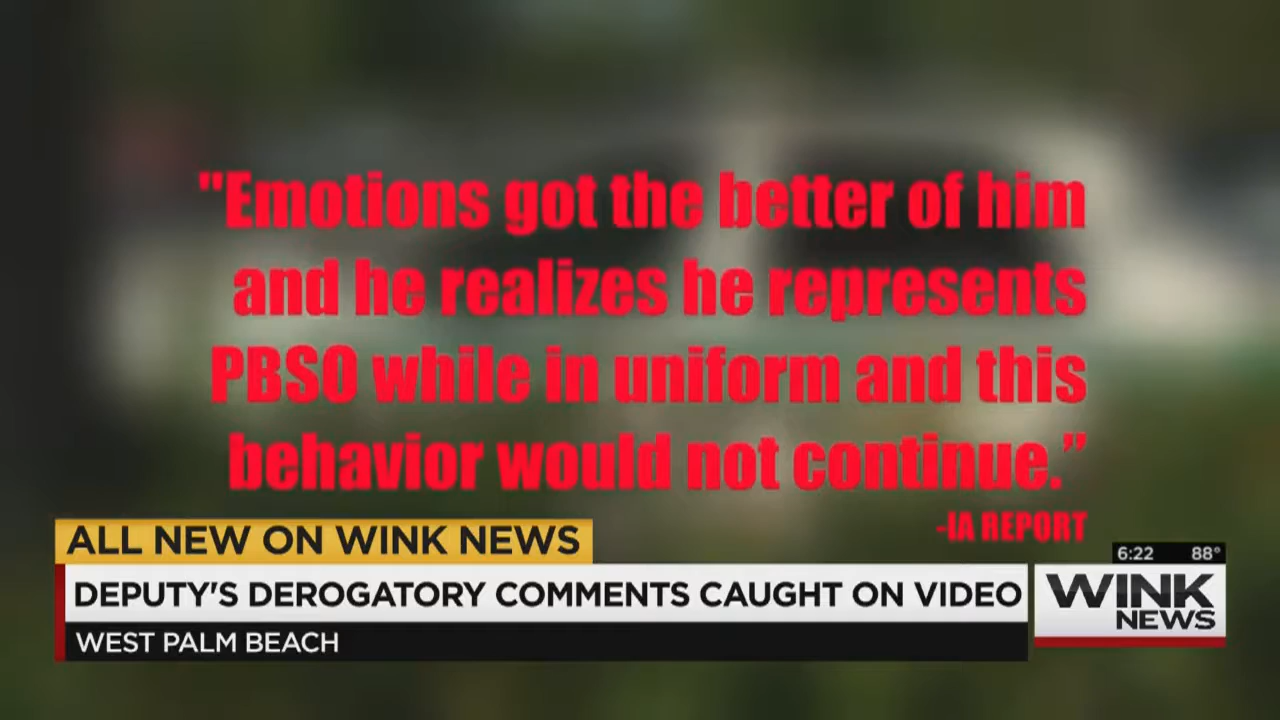 "Emotions got the better of him
and he realizes he represents
PBSO while in uniform and this
behavior would not continue.”
-IA REPORT
ALL NEW ON WINK NEWS
6:22 88°
DEPUTY'S DEROGATORY COMMENTS CAUGHT ON VIDEO
WINK
NEWS
WEST PALM BEACH